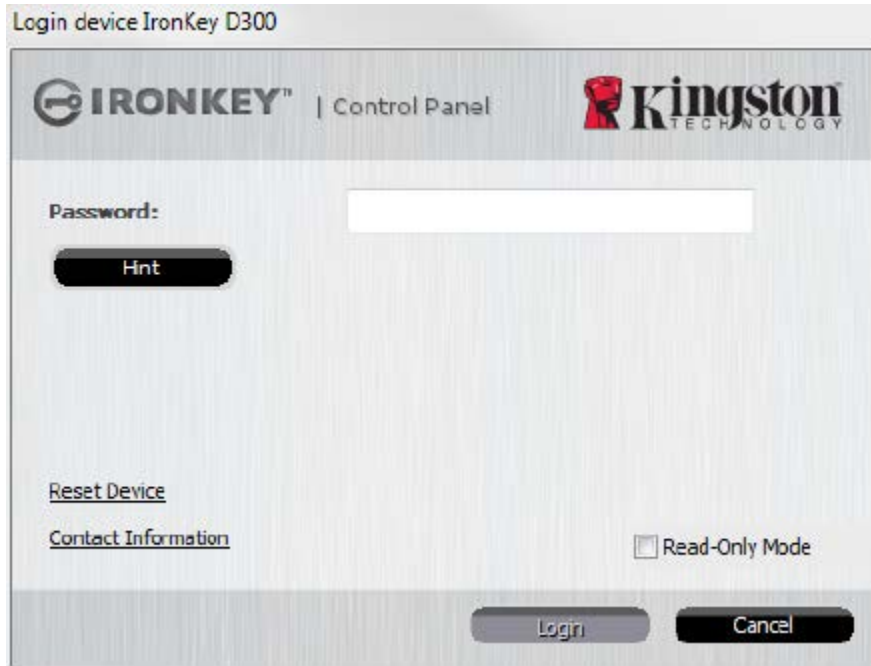 Login device IronKey D300
IRONKEY™ | Control Panel
Kingston
TECHNOLOGY
Password:
Hint
Reset Device
Contact Information
Read-Only Mode
Login
Cancel